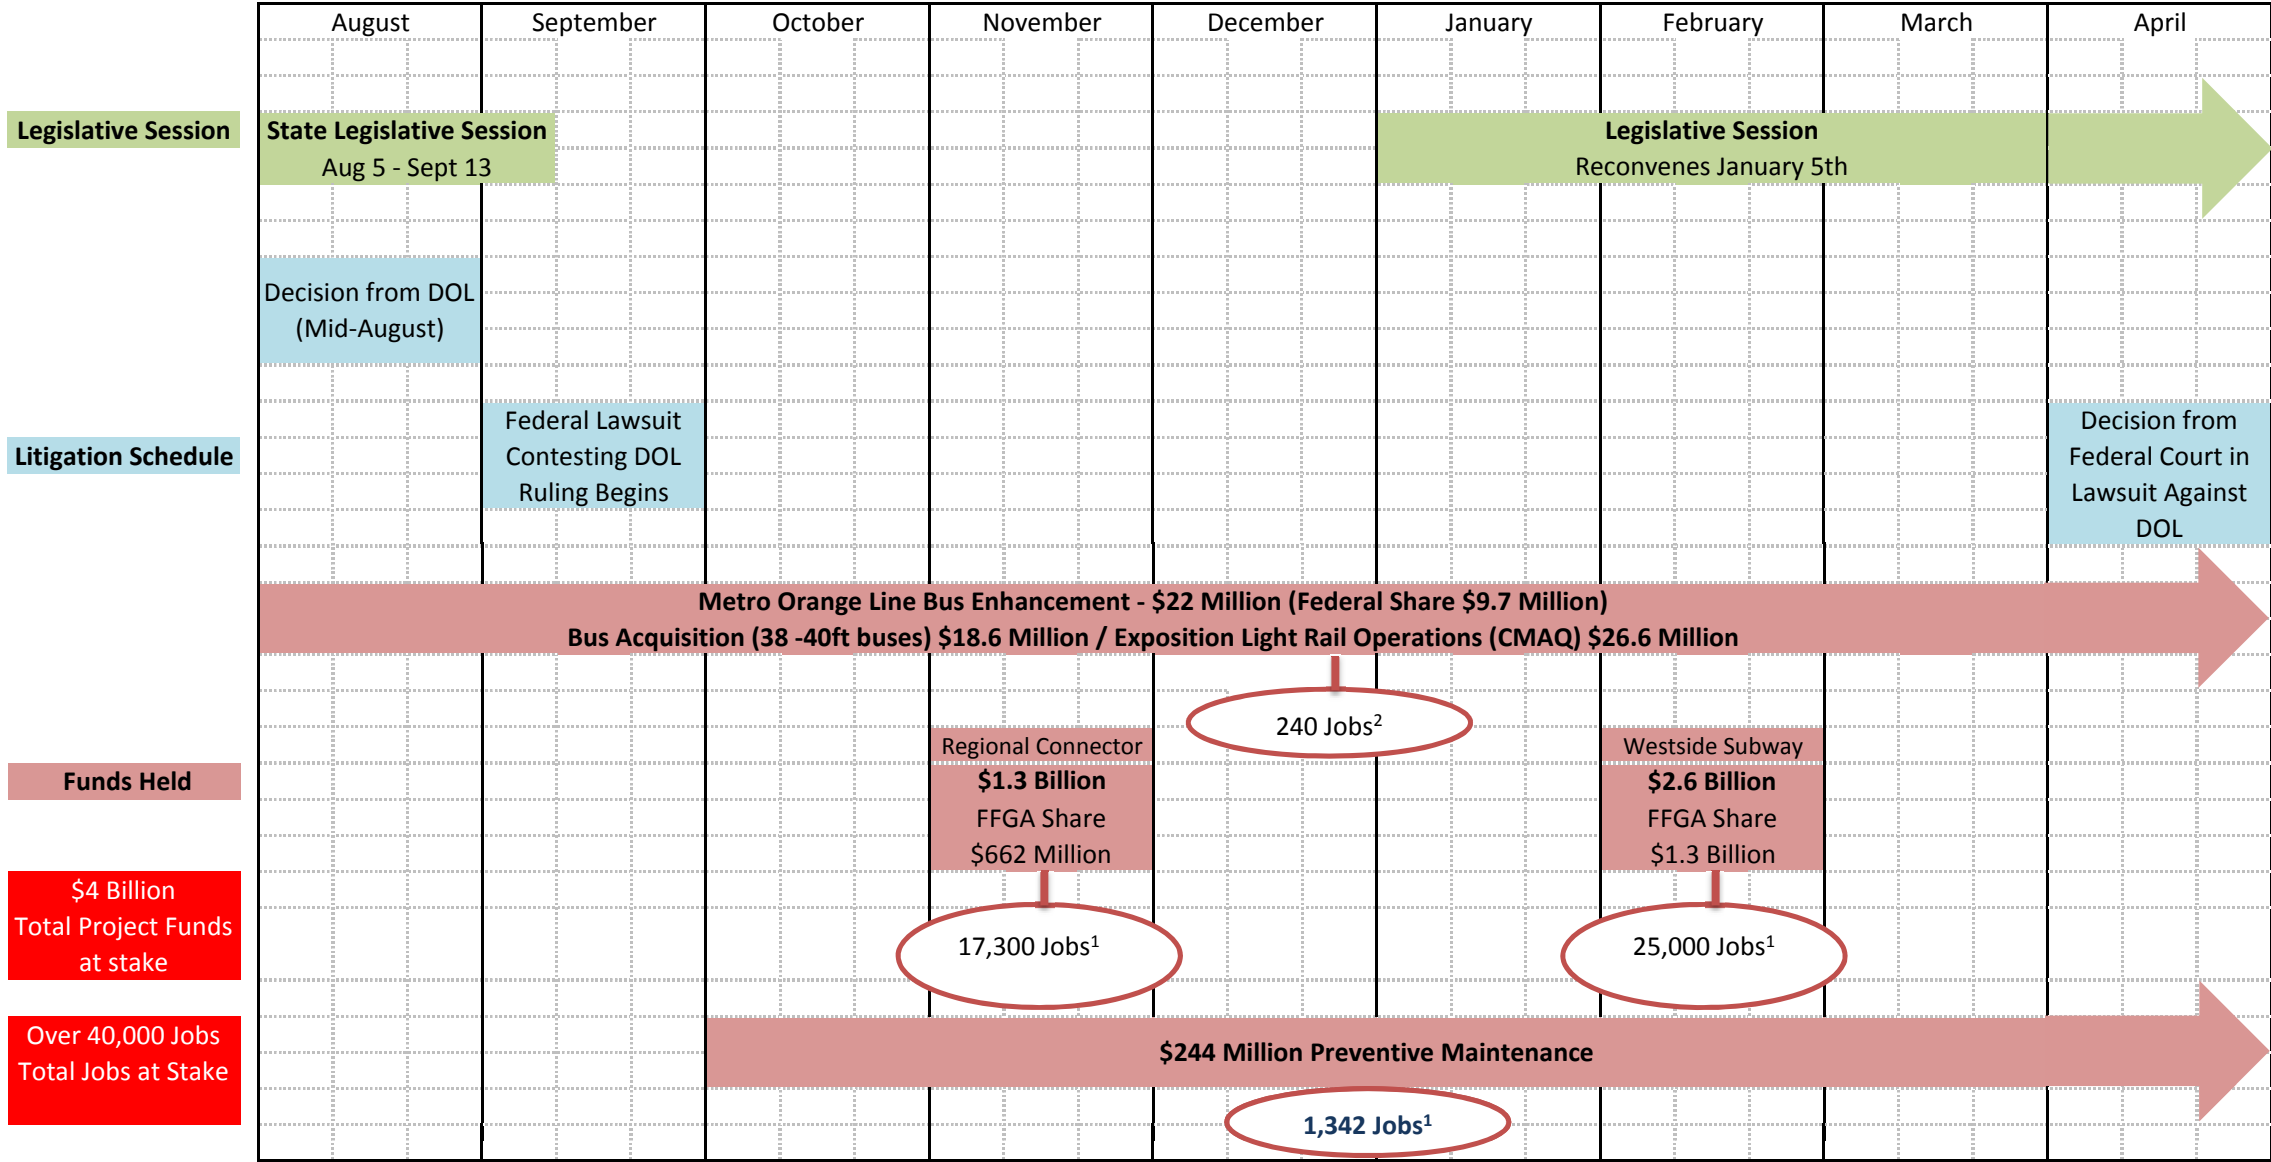 August September October November December January February March April
Legislative Session
State Legislative Session
Aug 5 - Sept 13
Legislative Session
Reconvenes January 5th
Decision from DOL
(Mid-August)
Litigation Schedule
Federal Lawsuit
Contesting DOL
Ruling Begins
Decision from
Federal Court in
Lawsuit Against
DOL
Metro Orange Line Bus Enhancement - $22 Million (Federal Share $9.7 Million)
Bus Acquisition (38 -40ft buses) $18.6 Million / Exposition Light Rail Operations (CMAQ) $26.6 Million
240 Jobs²
Funds Held
Regional Connector
$1.3 Billion
FFGA Share
$662 Million
Westside Subway
$2.6 Billion
FFGA Share
$1.3 Billion
$4 Billion
Total Project Funds
at stake
17,300 Jobs¹
25,000 Jobs¹
Over 40,000 Jobs
Total Jobs at Stake
$244 Million Preventive Maintenance
1,342 Jobs¹